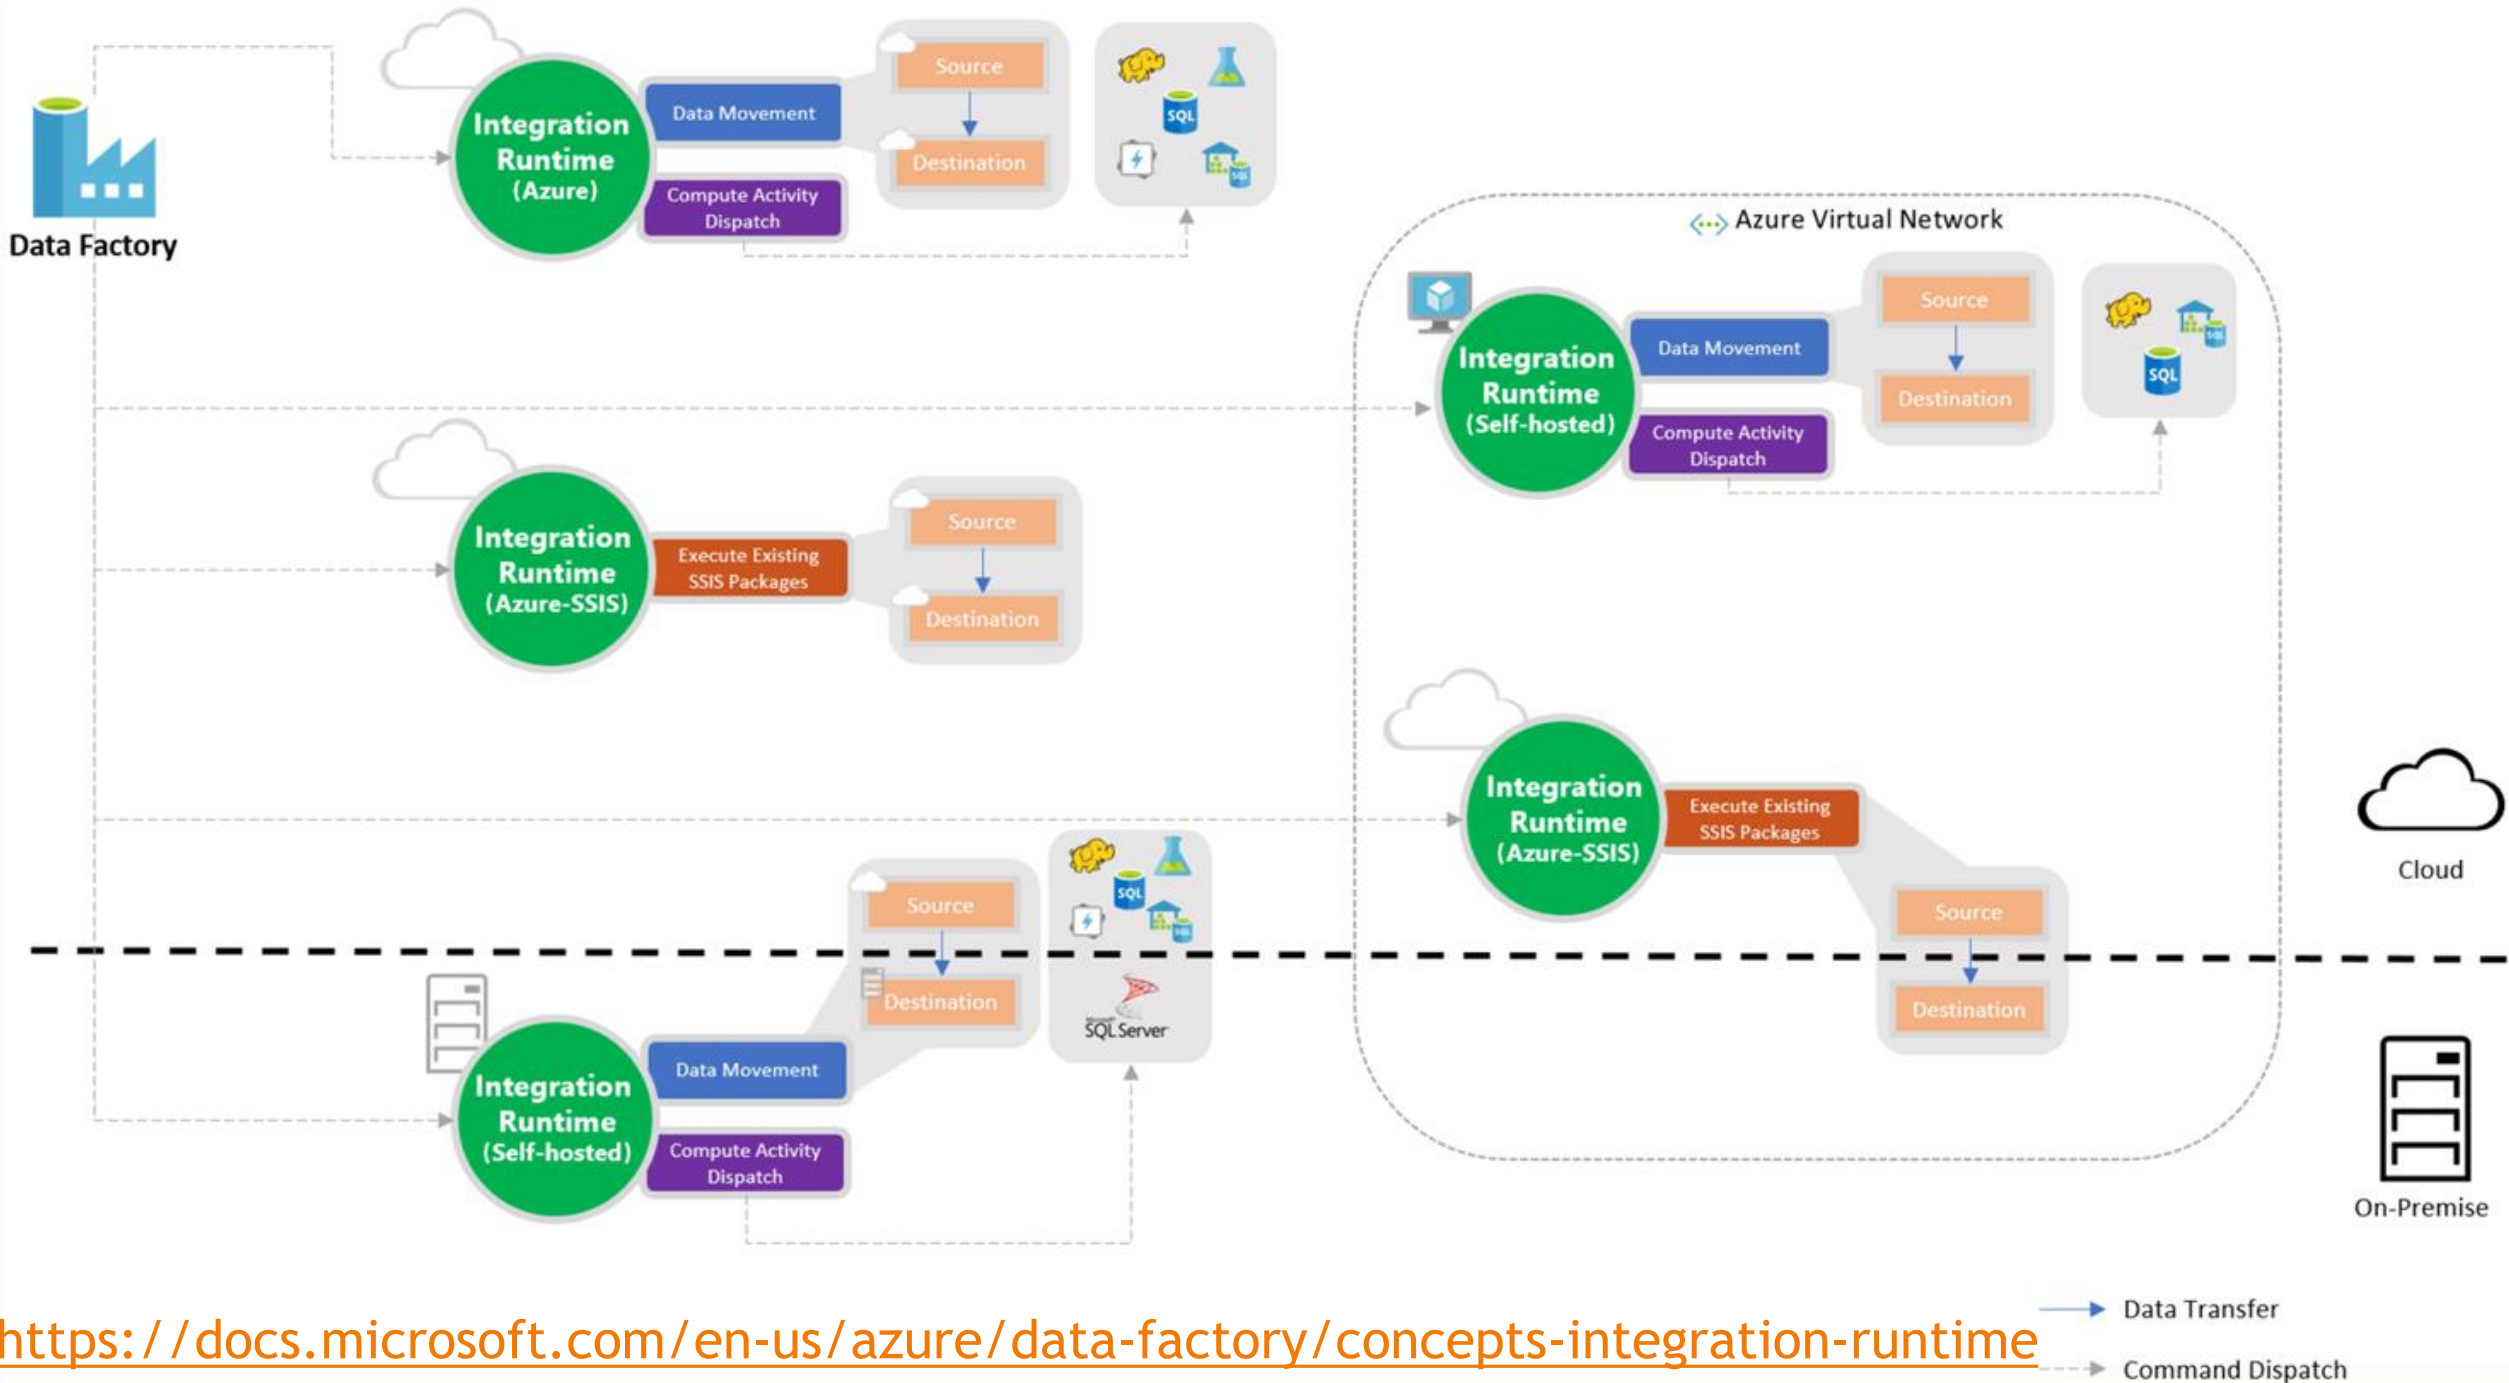 Data Factory
Integration
Runtime
(Azure)
Data Movement
Compute Activity
Dispatch
Source
Destination
SQL
SQL
Azure Virtual Network
Integration
Runtime
(Self-hosted)
Data Movement
Compute Activity
Dispatch
Source
Destination
SQL
SQL
Integration
Runtime
(Azure-SSIS)
Execute Existing
SSIS Packages
Source
Destination
Integration
Runtime
(Azure-SSIS)
Execute Existing
SSIS Packages
Source
Destination
Cloud
Integration
Runtime
(Self-hosted)
Data Movement
Compute Activity
Dispatch
Source
Destination
SQL
SQL
Microsoft
SQL Server
On-Premise
Data Transfer
Command Dispatch
https://docs.microsoft.com/en-us/azure/data-factory/concepts-integration-runtime